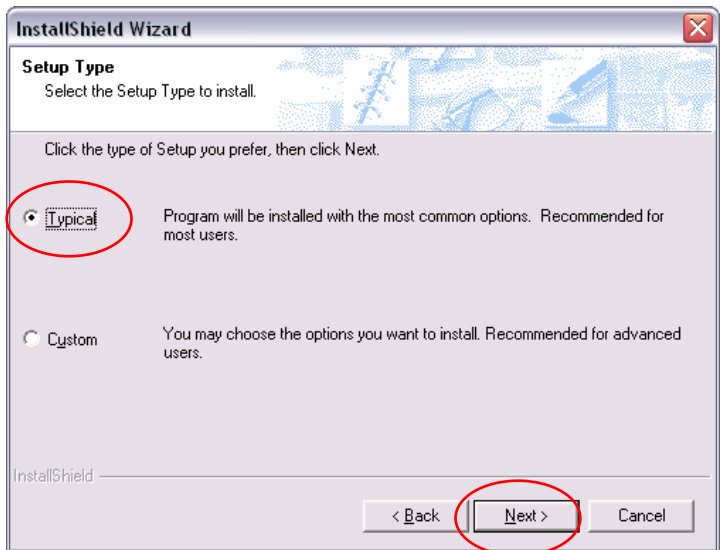 InstallShield Wizard
Setup Type
Select the Setup Type to install.
Click the type of Setup you prefer, then click Next.
Typical
Program will be installed with the most common options. Recommended for
most users.
Custom
You may choose the options you want to install. Recommended for advanced
users.
InstallShield
< Back
Next >
Cancel